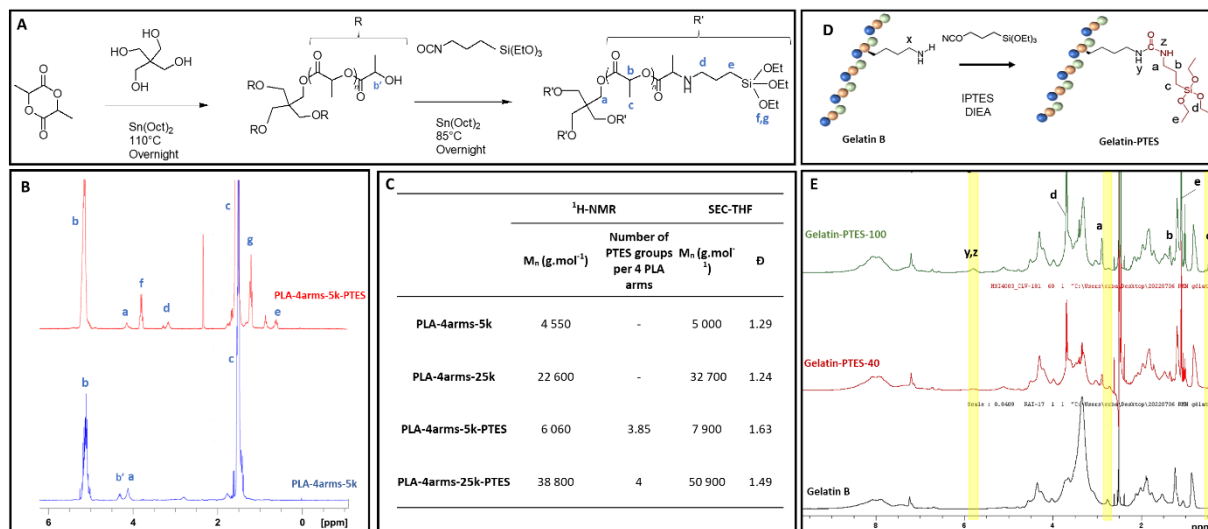 A
R
R'
HO
OH
HO
OH
O
O
O
O
Sn(Oct)₂
110°C
Overnight
RO
RO
OR
O
O
O
OH
b'
OCN
Si(EtO)₃
Sn(Oct)₂
85°C
Overnight
R'O
R'O
OR'
a
O
b
O
c
O
N
H
d
e
OEt
Si-OEt
OEt
f,g
D
x
N-H
H
Gelatin B
NCO
Si(OEt)₃
IPTES
DIEA
O
z
N
H
y
NH
a
b
c
O
Si-O
O
d
e
Gelatin-PTES
B
b
c
g
f
a
d
e
PLA-4arms-5k-PTES
b
c
b'
a
PLA-4arms-5k
6
4
2
0
[ppm]
C
¹H-NMR
SEC-THF
Mn (g.mol⁻¹)
Number of
PTES groups
per 4 PLA
arms
Mn (g.mol⁻
¹)
Đ
PLA-4arms-5k
4 550
-
5 000
1.29
PLA-4arms-25k
22 600
-
32 700
1.24
PLA-4arms-5k-PTES
6 060
3.85
7 900
1.63
PLA-4arms-25k-PTES
38 800
4
50 900
1.49
E
Gelatin-PTES-100
y,z
d
a
b
e
c
Gelatin-PTES-40
Gelatin B
8
6
4
2
ppm